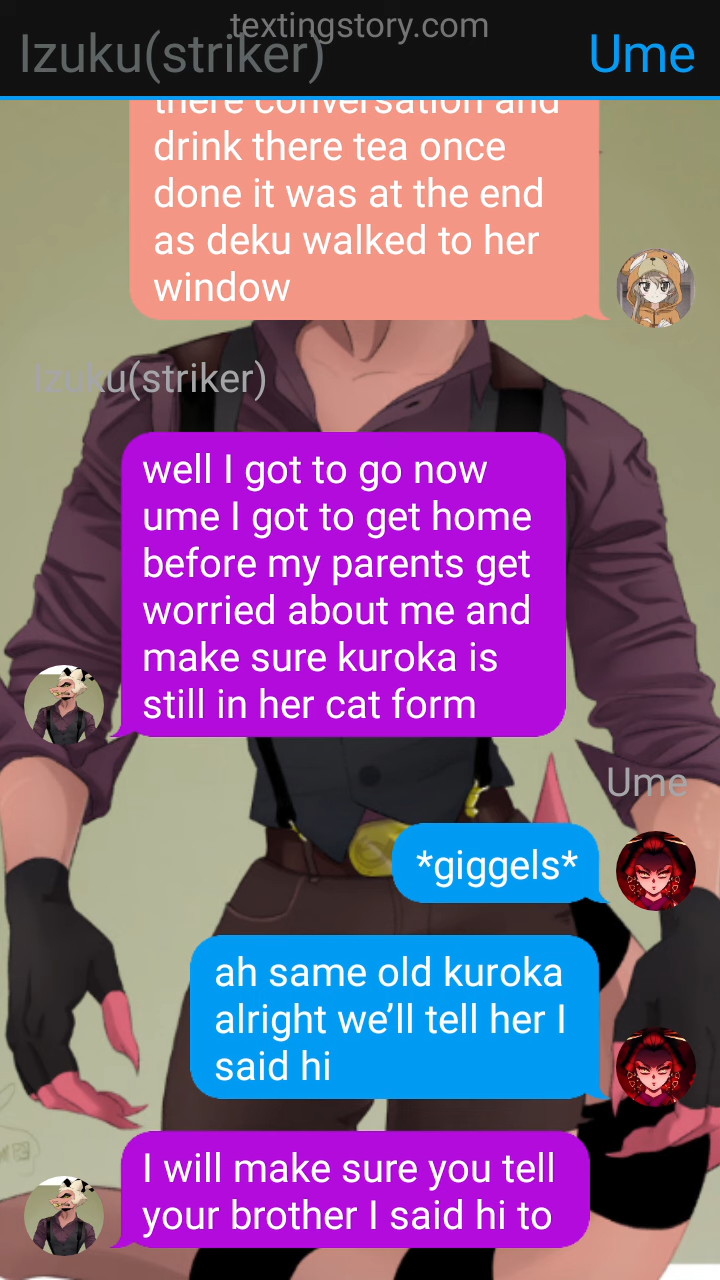 textingstory.com
Izuku(striker)
Ume
there conversation and
drink there tea once
done it was at the end
as deku walked to her
window
Izuku(striker)
well I got to go now
ume I got to get home
before my parents get
worried about me and
make sure kuroka is
still in her cat form
Ume
*giggels*
ah same old kuroka
alright we’ll tell her I
said hi
I will make sure you tell
your brother I said hi to